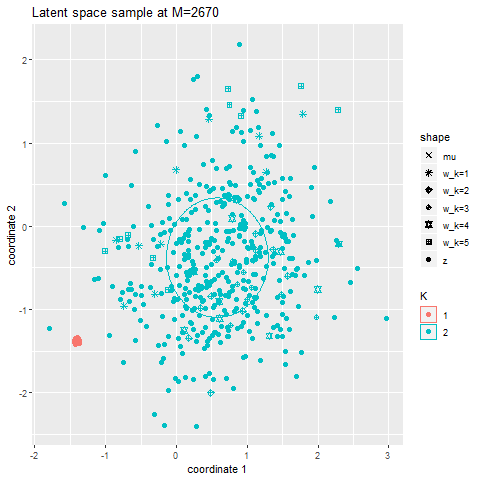 Latent space sample at M=2670
coordinate 2
2
1
0
-1
-2
-2
-1
0
1
2
3
coordinate 1
shape
mu
w_k=1
w_k=2
w_k=3
w_k=4
w_k=5
z
K
1
2